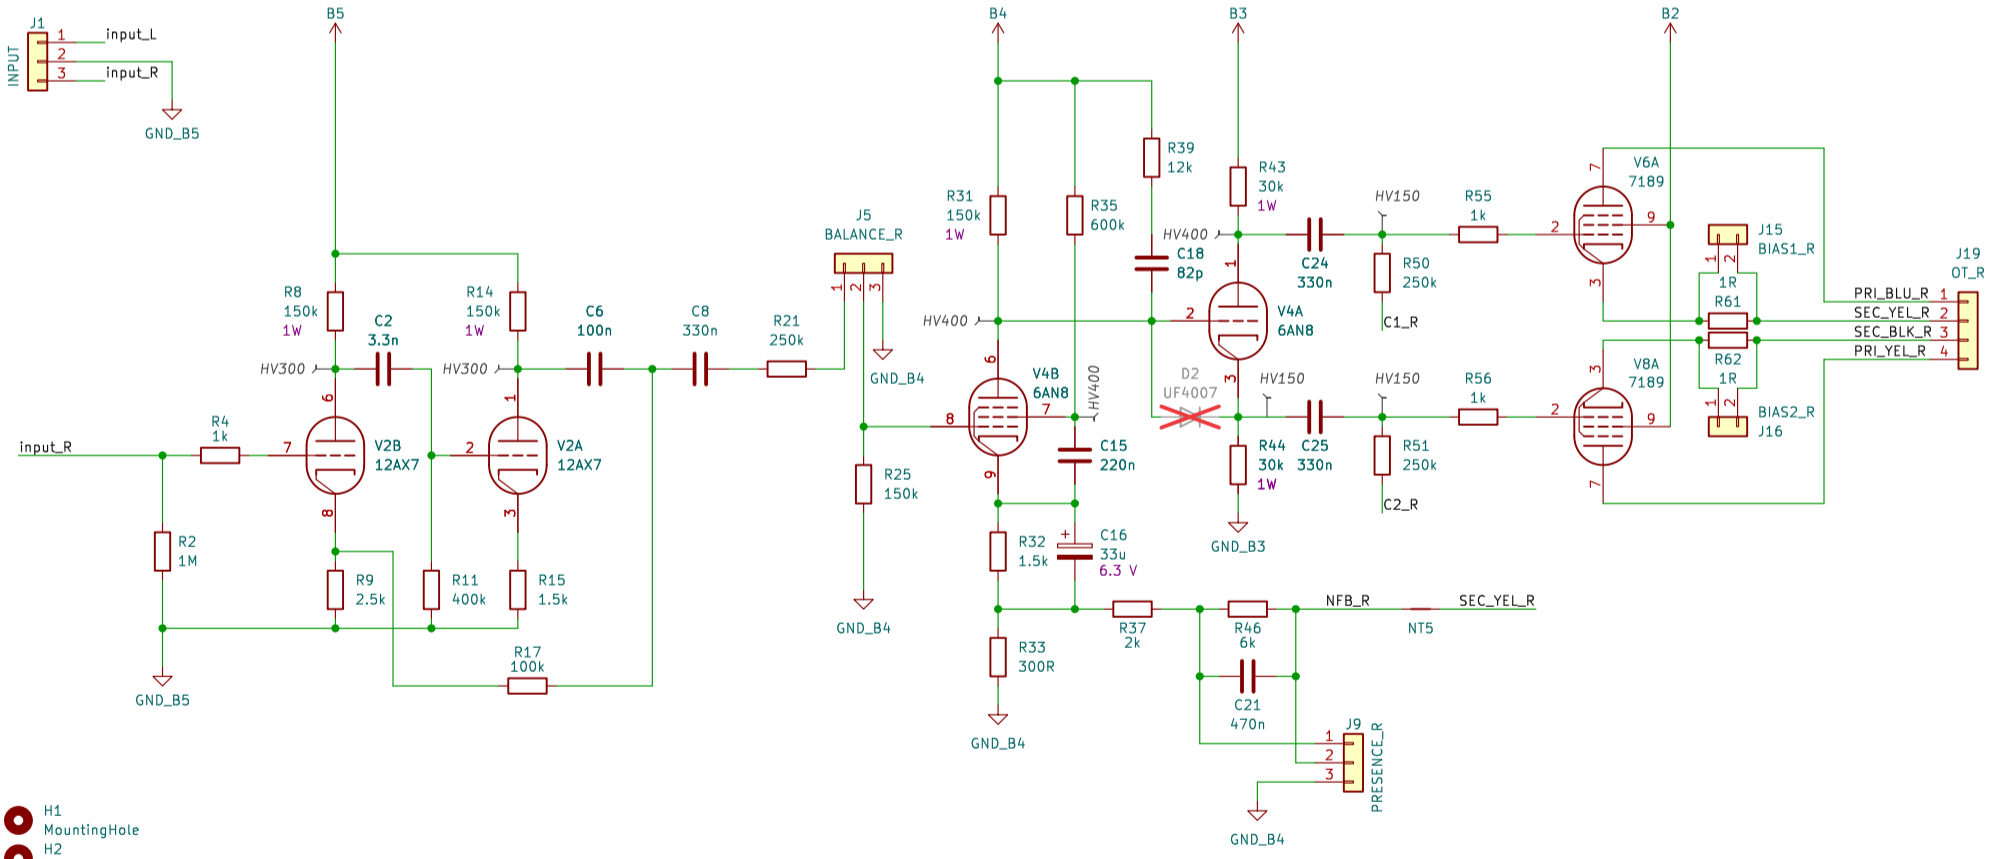 J1
INPUT
1
2
3
input_L
input_R
GND_B5
B5
R8
150k
1W
C2
3.3n
HV300
R14
150k
1W
HV300
C6
100n
C8
330n
R21
250k
input_R
R4
1k
7
6
8
V2B
12AX7
2
1
3
V2A
12AX7
R2
1M
R9
2.5k
R11
400k
R15
1.5k
R17
100k
GND_B5
J5
BALANCE_R
1
2
3
GND_B4
R25
150k
GND_B4
B4
R31
150k
1W
R35
600k
R39
12k
C18
82p
HV400
6
8
7
9
V4B
6AN8
HV400
C15
220n
R32
1.5k
C16
+
33u
6.3 V
R33
300R
GND_B4
R37
2k
R46
6k
C21
470n
NFB_R
SEC_YEL_R
NT5
J9
PRESENCE_R
1
2
3
GND_B4
B3
R43
30k
1W
HV400
1
2
3
V4A
6AN8
D2
UF4007
R44
30k
1W
GND_B3
C24
330n
HV150
R50
250k
C1_R
R55
1k
HV150
C25
330n
HV150
R51
250k
C2_R
R56
1k
B2
V6A
7189
7
2
9
3
V8A
7189
3
2
9
7
J15
BIAS1_R
1
2
1R
R61
R62
1R
1
2
BIAS2_R
J16
J19
OT_R
PRI_BLU_R 1
SEC_YEL_R 2
SEC_BLK_R 3
PRI_YEL_R 4
H1
MountingHole
H2